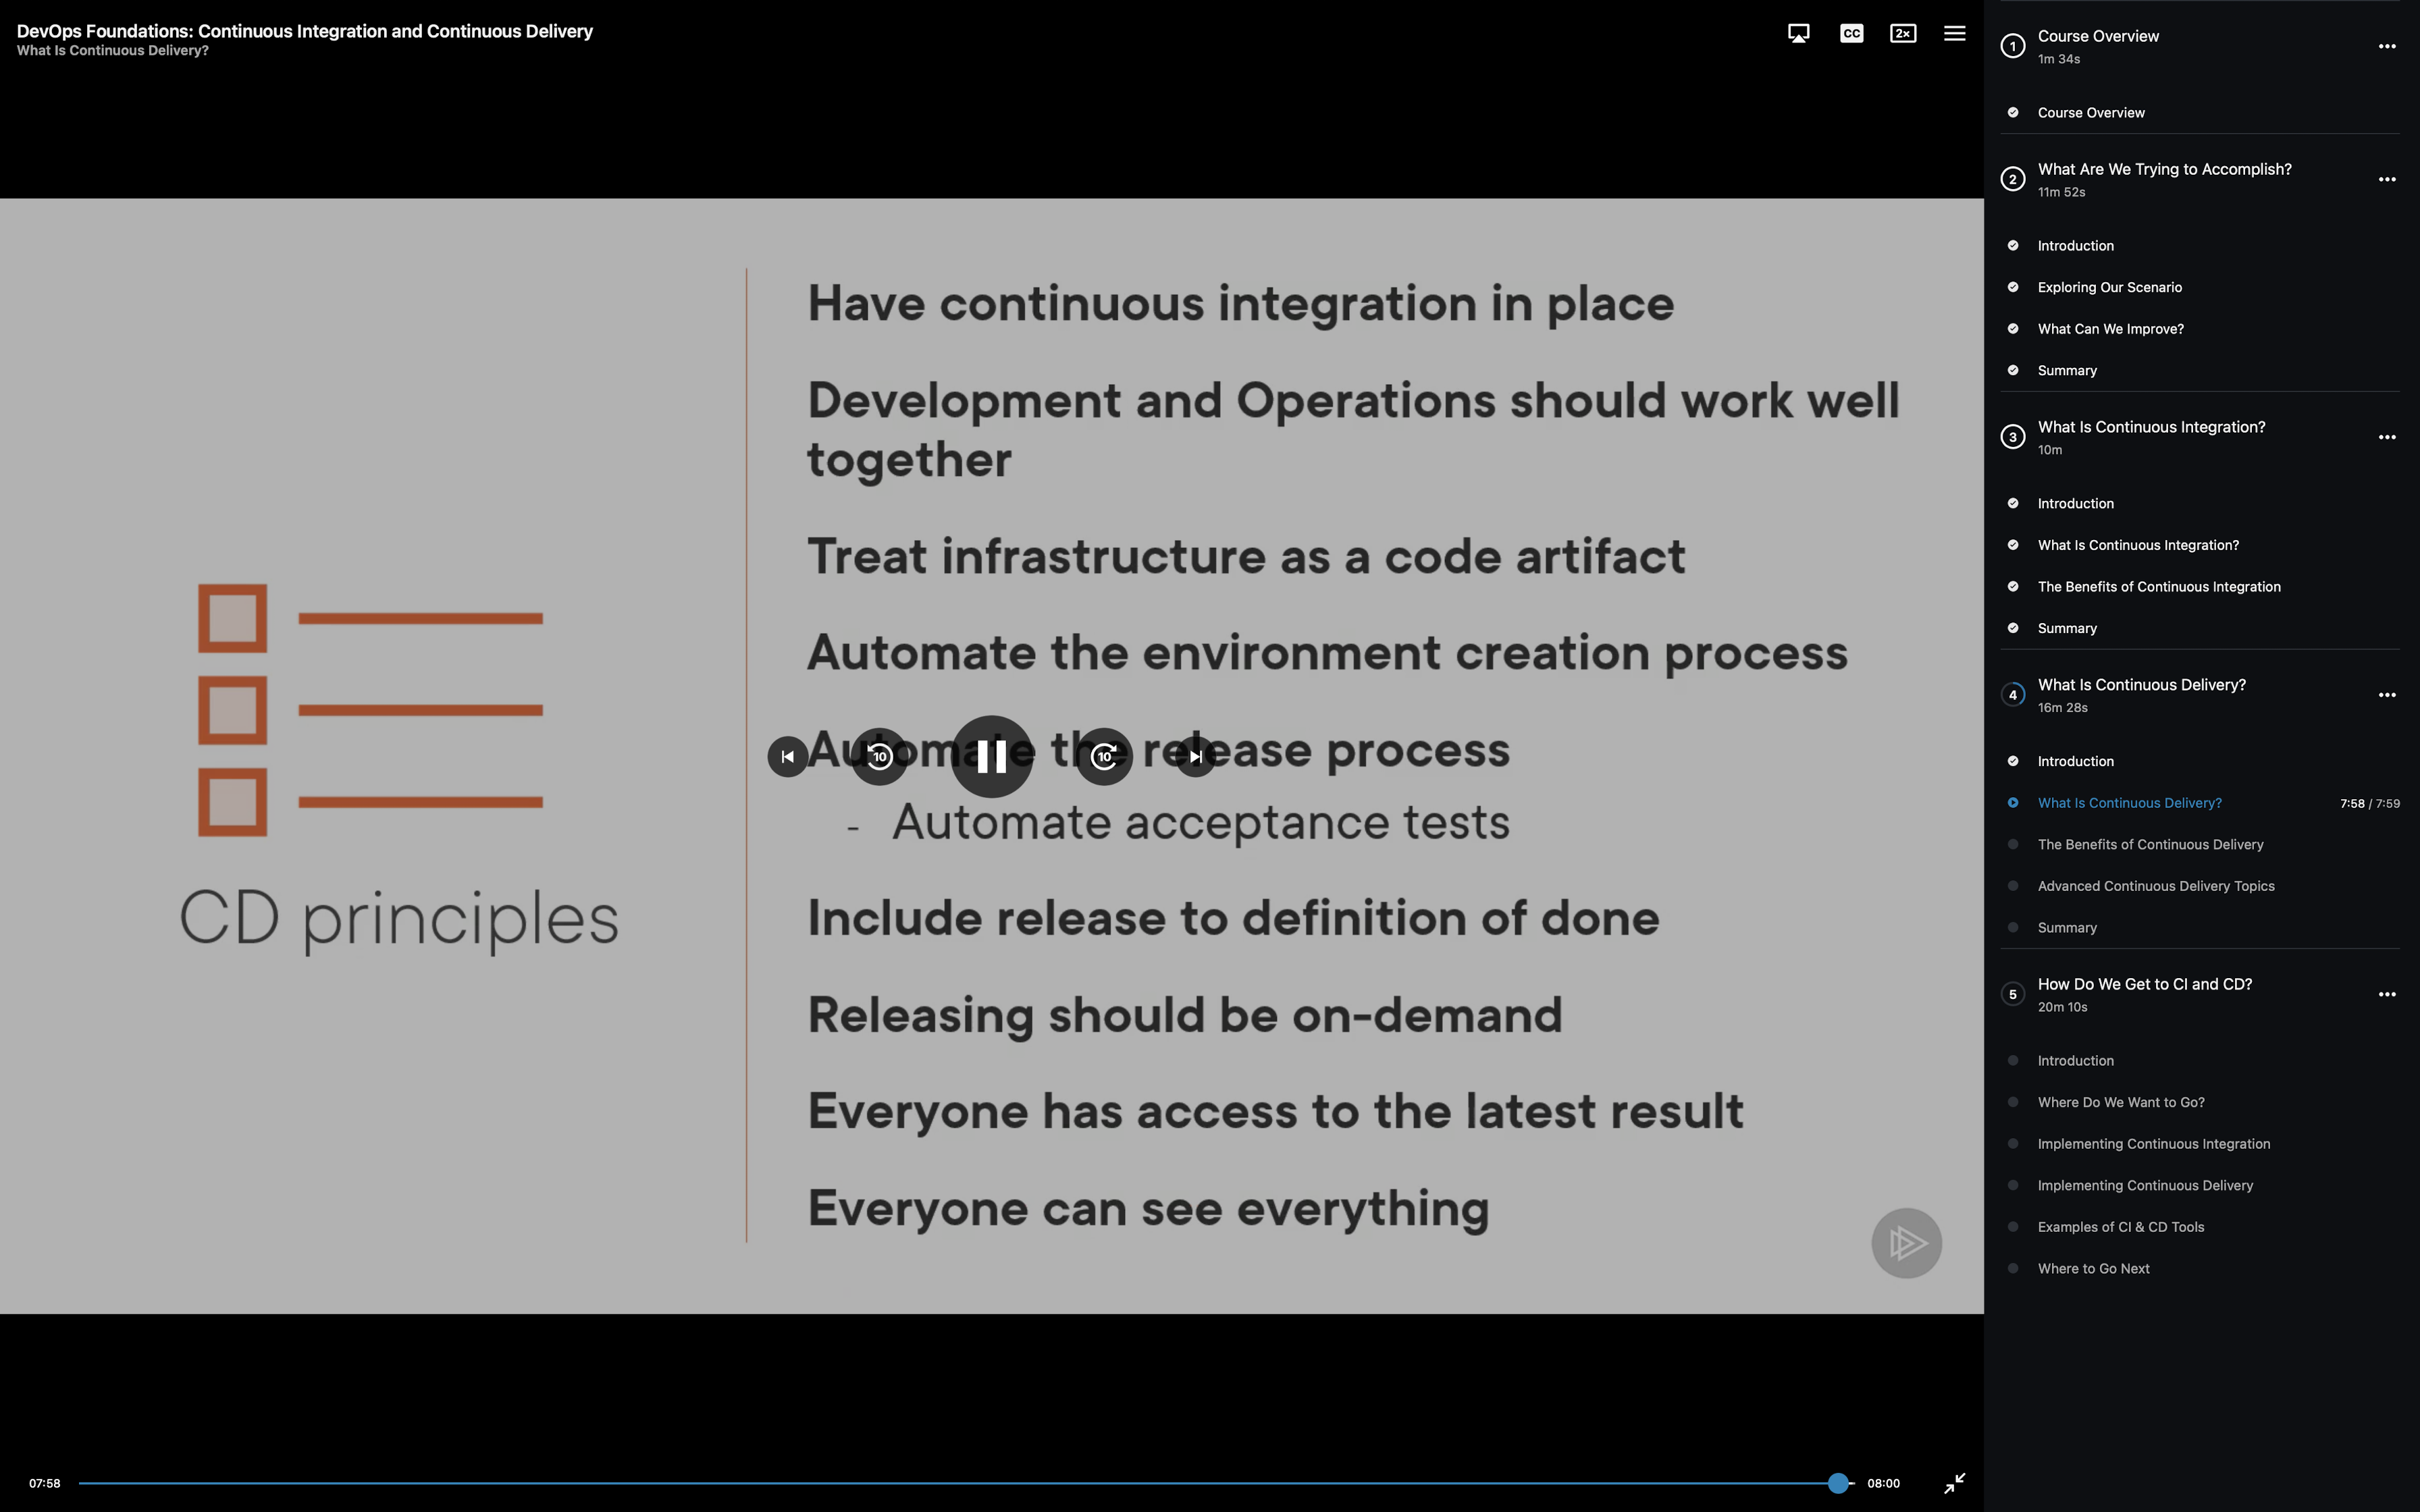 DevOps Foundations: Continuous Integration and Continuous Delivery
What Is Continuous Delivery?
CC
2×
CD principles
Have continuous integration in place
Development and Operations should work well
together
Treat infrastructure as a code artifact
Automate the environment creation process
Automate the release process
- Automate acceptance tests
Include release to definition of done
Releasing should be on-demand
Everyone has access to the latest result
Everyone can see everything
10
10
07:58
08:00
1
Course Overview
1m 34s
Course Overview
2
What Are We Trying to Accomplish?
11m 52s
Introduction
Exploring Our Scenario
What Can We Improve?
Summary
3
What Is Continuous Integration?
10m
Introduction
What Is Continuous Integration?
The Benefits of Continuous Integration
Summary
4
What Is Continuous Delivery?
16m 28s
Introduction
What Is Continuous Delivery? 7:58 / 7:59
The Benefits of Continuous Delivery
Advanced Continuous Delivery Topics
Summary
5
How Do We Get to CI and CD?
20m 10s
Introduction
Where Do We Want to Go?
Implementing Continuous Integration
Implementing Continuous Delivery
Examples of CI & CD Tools
Where to Go Next